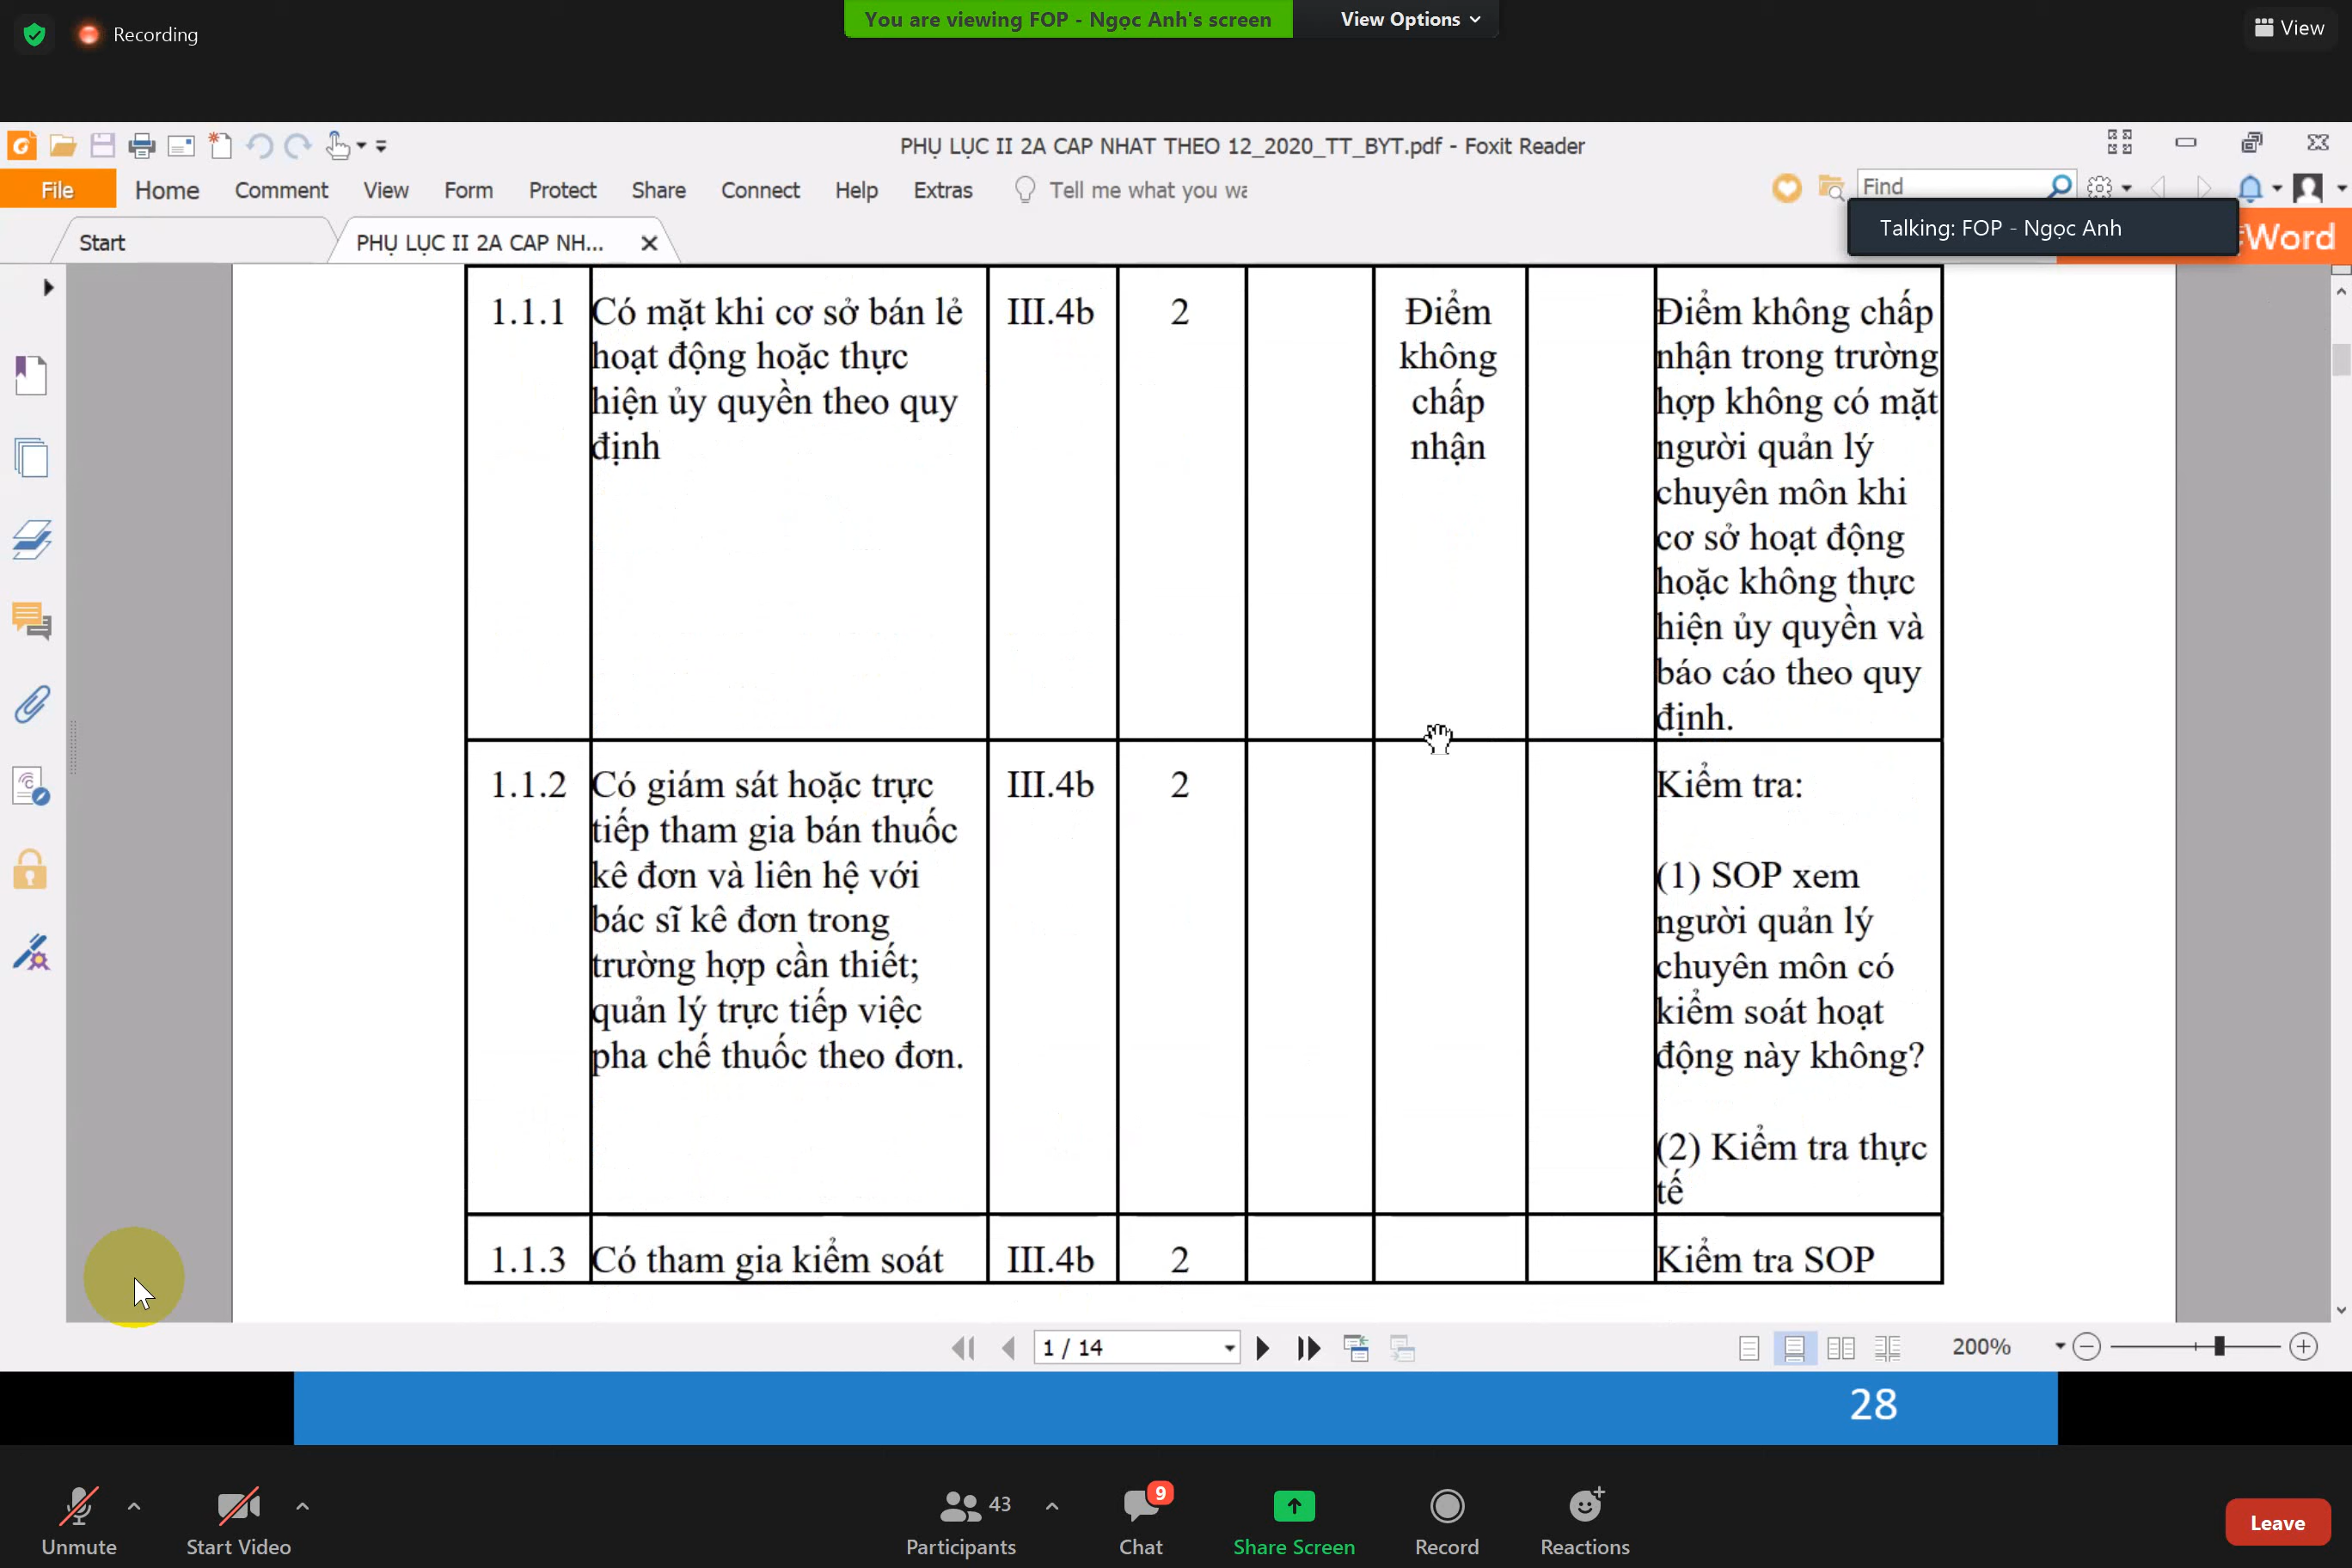 Recording
You are viewing FOP - Ngọc Anh's screen
View Options
View
PHỤ LỤC II 2A CAP NHAT THEO 12_2020_TT_BYT.pdf - Foxit Reader
File Home Comment View Form Protect Share Connect Help Extras Tell me what you wa
Find
Start
PHỤ LỤC II 2A CAP NH...
Talking: FOP - Ngọc Anh
Word
1.1.1
Có mặt khi cơ sở bán lẻ
hoạt động hoặc thực
hiện ủy quyền theo quy
định
III.4b
2
Điểm
không
chấp
nhận
Điểm không chấp
nhận trong trường
hợp không có mặt
người quản lý
chuyên môn khi
cơ sở hoạt động
hoặc không thực
hiện ủy quyền và
báo cáo theo quy
định.
1.1.2
Có giám sát hoặc trực
tiếp tham gia bán thuốc
kê đơn và liên hệ với
bác sĩ kê đơn trong
trường hợp cần thiết;
quản lý trực tiếp việc
pha chế thuốc theo đơn.
III.4b
2
Kiểm tra:
(1) SOP xem
người quản lý
chuyên môn có
kiểm soát hoạt
động này không?
(2) Kiểm tra thực
tế
1.1.3
Có tham gia kiểm soát
III.4b
2
Kiểm tra SOP
1 / 14
200%
28
Unmute
Start Video
43
Participants
9
Chat
Share Screen
Record
Reactions
Leave